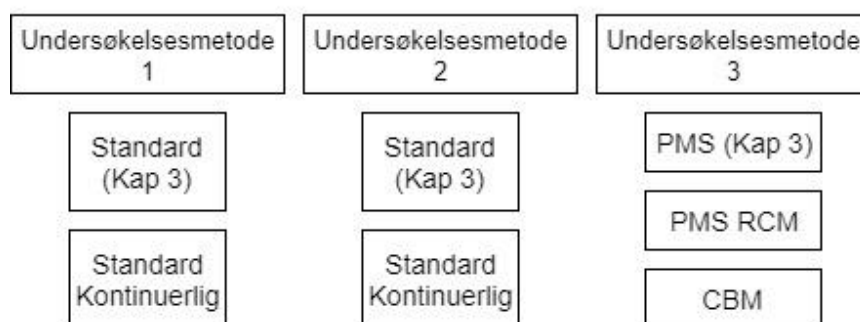 Undersøkelsesmetode
1
Standard
(Kap 3)
Standard
Kontinuerlig
Undersøkelsesmetode
2
Standard
(Kap 3)
Standard
Kontinuerlig
Undersøkelsesmetode
3
PMS (Kap 3)
PMS RCM
CBM